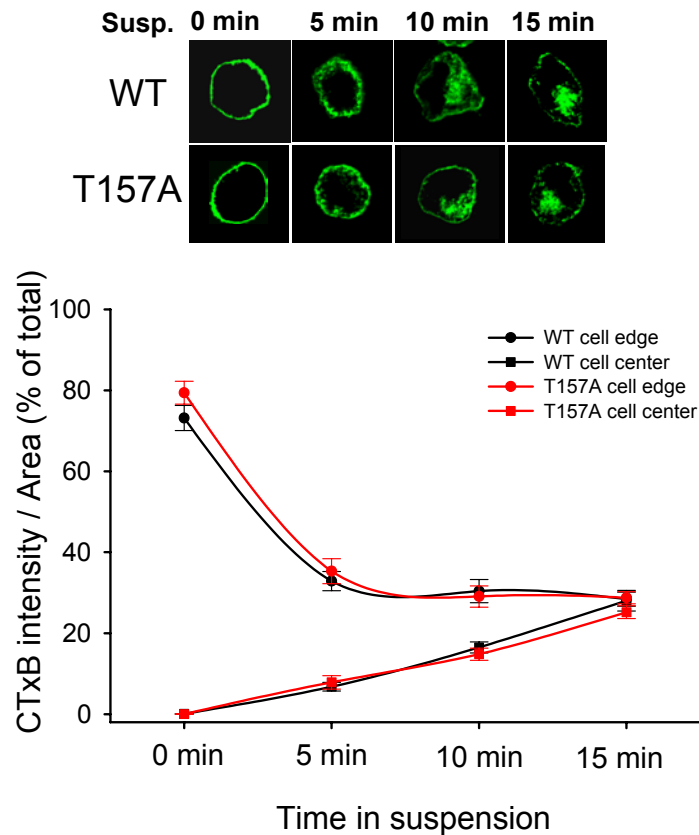 Susp. 0 min 5 min 10 min 15 min
WT
T157A
CTxB intensity / Area (% of total)
100
80
60
40
20
0
WT cell edge
WT cell center
T157A cell edge
T157A cell center
0 min 5 min 10 min 15 min
Time in suspension